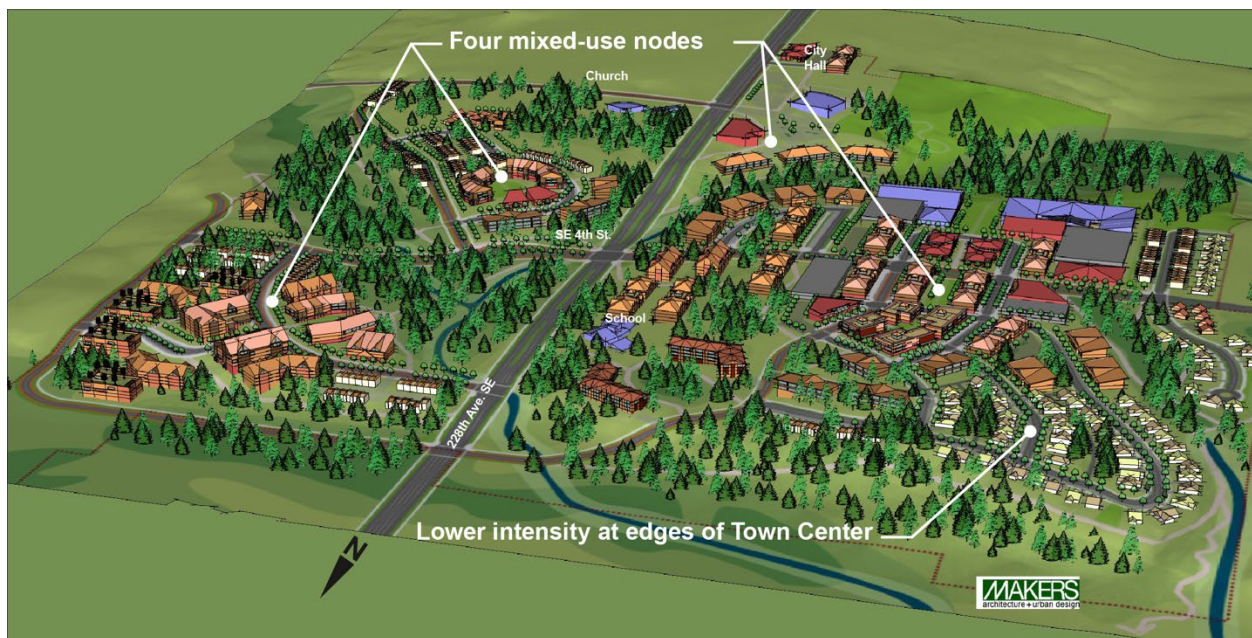 Four mixed-use nodes
City
Hall
Church
SE 4th St.
School
228th Ave. SE
Lower intensity at edges of Town Center
N
MAKERS
architecture + urban design